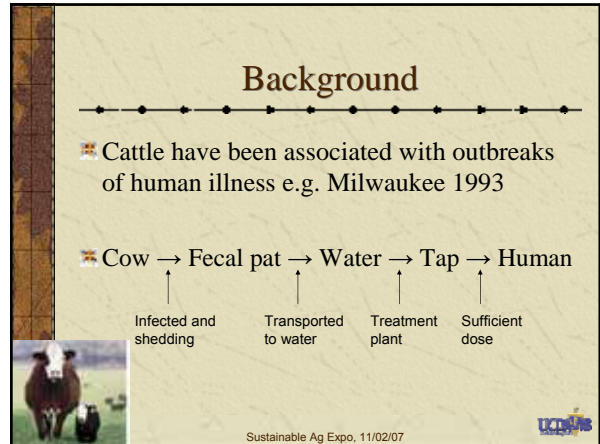 Background
Cattle have been associated with outbreaks
of human illness e.g. Milwaukee 1993
Cow → Fecal pat → Water → Tap → Human
Infected and
shedding
Transported
to water
Treatment
plant
Sufficient
dose
Sustainable Ag Expo, 11/02/07